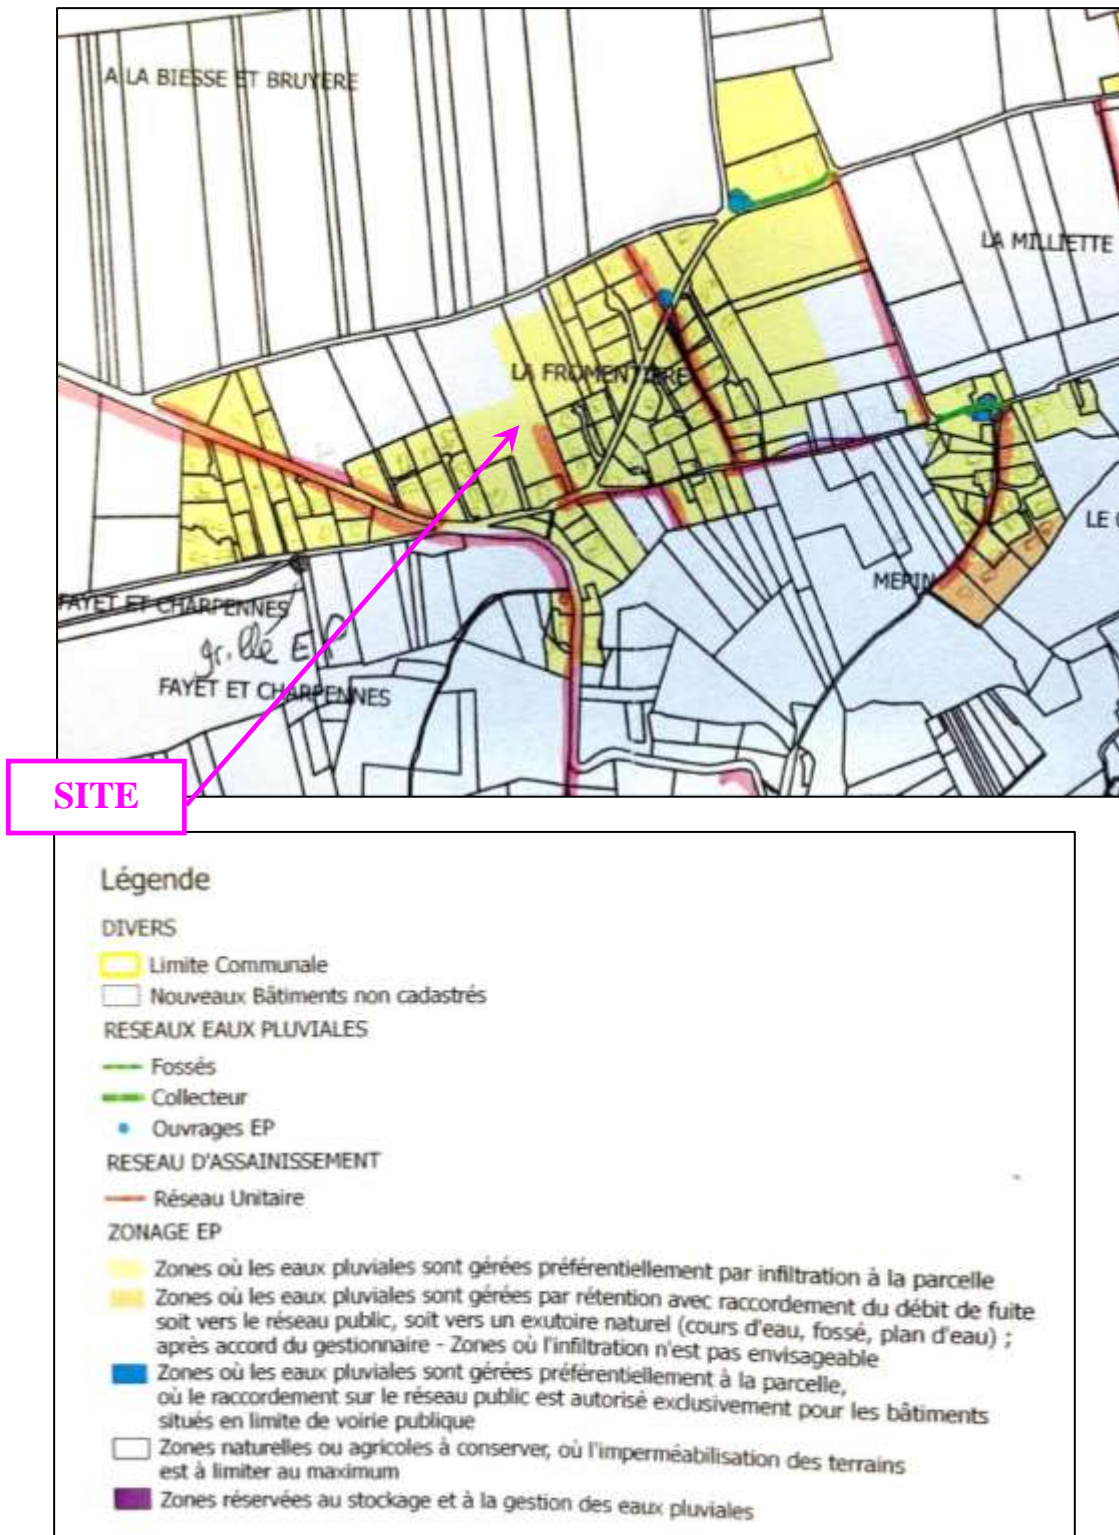 A LA BIESSE ET BRUYERE
LA MILLIETTE
LA FROMENTIERE
LE
MEPIN
FAYET ET CHARPENNES
grille EP
FAYET ET CHARPENNES
SITE
Légende
DIVERS
Limite Communale
Nouveaux Bâtiments non cadastrés
RESEAUX EAUX PLUVIALES
Fossés
Collecteur
Ouvrages EP
RESEAU D'ASSAINISSEMENT
Réseau Unitaire
ZONAGE EP
Zones où les eaux pluviales sont gérées préférentiellement par infiltration à la parcelle
Zones où les eaux pluviales sont gérées par rétention avec raccordement du débit de fuite
soit vers le réseau public, soit vers un exutoire naturel (cours d'eau, fossé, plan d'eau) ;
après accord du gestionnaire - Zones où l'infiltration n'est pas envisageable
Zones où les eaux pluviales sont gérées préférentiellement à la parcelle,
où le raccordement sur le réseau public est autorisé exclusivement pour les bâtiments
situés en limite de voirie publique
Zones naturelles ou agricoles à conserver, où l'imperméabilisation des terrains
est à limiter au maximum
Zones réservées au stockage et à la gestion des eaux pluviales